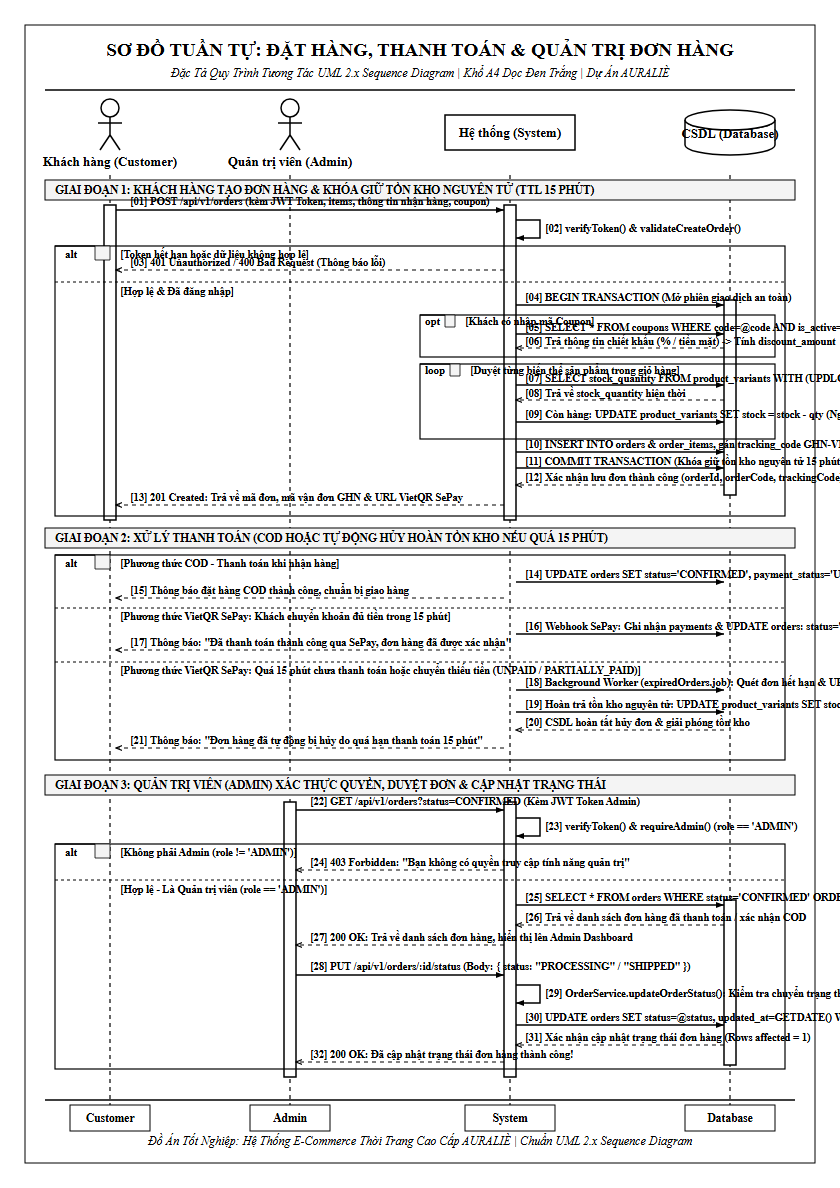 SƠ ĐỒ TUẦN TỰ: ĐẶT HÀNG, THANH TOÁN & QUẢN TRỊ ĐƠN HÀNG
Đặc Tả Quy Trình Tương Tác UML 2.x Sequence Diagram | Khổ A4 Dọc Đen Trắng | Dự Án AURALIÈ
Khách hàng (Customer)
Quản trị viên (Admin)
Hệ thống (System)
CSDL (Database)
GIAI ĐOẠN 1: KHÁCH HÀNG TẠO ĐƠN HÀNG & KHÓA GIỮ TỒN KHO NGUYÊN TỬ (TTL 15 PHÚT)
[01] POST /api/v1/orders (kèm JWT Token, items, thông tin nhận hàng, coupon)
[02] verifyToken() & validateCreateOrder()
alt
[Token hết hạn hoặc dữ liệu không hợp lệ]
[03] 401 Unauthorized / 400 Bad Request (Thông báo lỗi)
[Hợp lệ & Đã đăng nhập]
[04] BEGIN TRANSACTION (Mở phiên giao dịch an toàn)
opt
[Khách có nhập mã Coupon]
[05] SELECT * FROM coupons WHERE code=@code AND is_active=
[06] Trả thông tin chiết khấu (% / tiền mặt) -> Tính discount_amount
loop
[Duyệt từng biến thể sản phẩm trong giỏ hàng]
[07] SELECT stock_quantity FROM product_variants WITH (UPDLO
[08] Trả về stock_quantity hiện thời
[09] Còn hàng: UPDATE product_variants SET stock = stock - qty (Ng
[10] INSERT INTO orders & order_items, gán tracking_code GHN-V
[11] COMMIT TRANSACTION (Khóa giữ tồn kho nguyên tử 15 phút
[12] Xác nhận lưu đơn thành công (orderId, orderCode, trackingCode
[13] 201 Created: Trả về mã đơn, mã vận đơn GHN & URL VietQR SePay
GIAI ĐOẠN 2: XỬ LÝ THANH TOÁN (COD HOẶC TỰ ĐỘNG HỦY HOÀN TỒN KHO NẾU QUÁ 15 PHÚT)
alt
[Phương thức COD - Thanh toán khi nhận hàng]
[14] UPDATE orders SET status='CONFIRMED', payment_status='U
[15] Thông báo đặt hàng COD thành công, chuẩn bị giao hàng
[Phương thức VietQR SePay: Khách chuyển khoản đủ tiền trong 15 phút]
[16] Webhook SePay: Ghi nhận payments & UPDATE orders: status='
[17] Thông báo: "Đã thanh toán thành công qua SePay, đơn hàng đã được xác nhận"
[Phương thức VietQR SePay: Quá 15 phút chưa thanh toán hoặc chuyển thiếu tiền (UNPAID / PARTIALLY_PAID)]
[18] Background Worker (expiredOrders.job): Quét đơn hết hạn & UP
[19] Hoàn trả tồn kho nguyên tử: UPDATE product_variants SET stoc
[20] CSDL hoàn tất hủy đơn & giải phóng tồn kho
[21] Thông báo: "Đơn hàng đã tự động bị hủy do quá hạn thanh toán 15 phút"
GIAI ĐOẠN 3: QUẢN TRỊ VIÊN (ADMIN) XÁC THỰC QUYỀN, DUYỆT ĐƠN & CẬP NHẬT TRẠNG THÁI
[22] GET /api/v1/orders?status=CONFIRMED (Kèm JWT Token Admin)
[23] verifyToken() & requireAdmin() (role == 'ADMIN')
alt
[Không phải Admin (role != 'ADMIN')]
[24] 403 Forbidden: "Bạn không có quyền truy cập tính năng quản trị"
[Hợp lệ - Là Quản trị viên (role == 'ADMIN')]
[25] SELECT * FROM orders WHERE status='CONFIRMED' ORDE
[26] Trả về danh sách đơn hàng đã thanh toán / xác nhận COD
[27] 200 OK: Trả về danh sách đơn hàng, hiển thị lên Admin Dashboard
[28] PUT /api/v1/orders/:id/status (Body: { status: "PROCESSING" / "SHIPPED" })
[29] OrderService.updateOrderStatus(): Kiểm tra chuyển trạng th
[30] UPDATE orders SET status=@status, updated_at=GETDATE() W
[31] Xác nhận cập nhật trạng thái đơn hàng (Rows affected = 1)
[32] 200 OK: Đã cập nhật trạng thái đơn hàng thành công!
Customer
Admin
System
Database
Đồ Án Tốt Nghiệp: Hệ Thống E-Commerce Thời Trang Cao Cấp AURALIÈ | Chuẩn UML 2.x Sequence Diagram